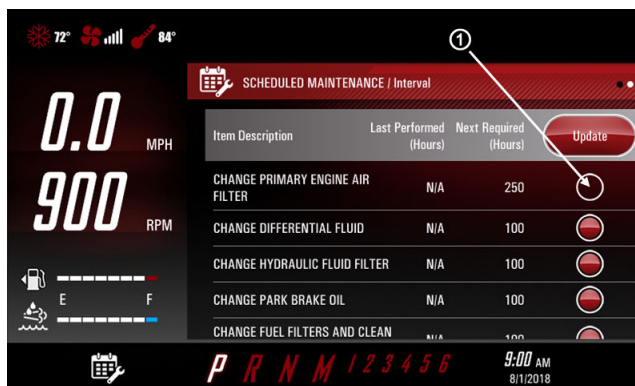 72°
84°
1
SCHEDULED MAINTENANCE / Interval
0.0 MPH
Item Description
Last Performed
(Hours)
Next Required
(Hours)
Update
CHANGE PRIMARY ENGINE AIR
FILTER
N/A
250
900 RPM
CHANGE DIFFERENTIAL FLUID
N/A
100
CHANGE HYDRAULIC FLUID FILTER
N/A
100
CHANGE PARK BRAKE OIL
N/A
100
CHANGE FUEL FILTERS AND CLEAN
N/A
100
E F
P R N M 1 2 3 4 5 6
9:00 AM
8/1/2018